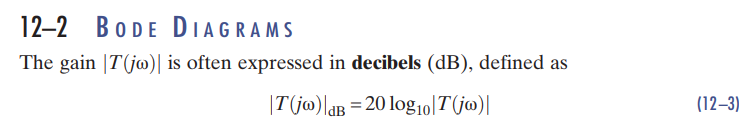 12–2 BODE DIAGRAMS
The gain |T(jω)| is often expressed in decibels (dB), defined as
|T(jω)|dB = 20 log10|T(jω)| (12–3)